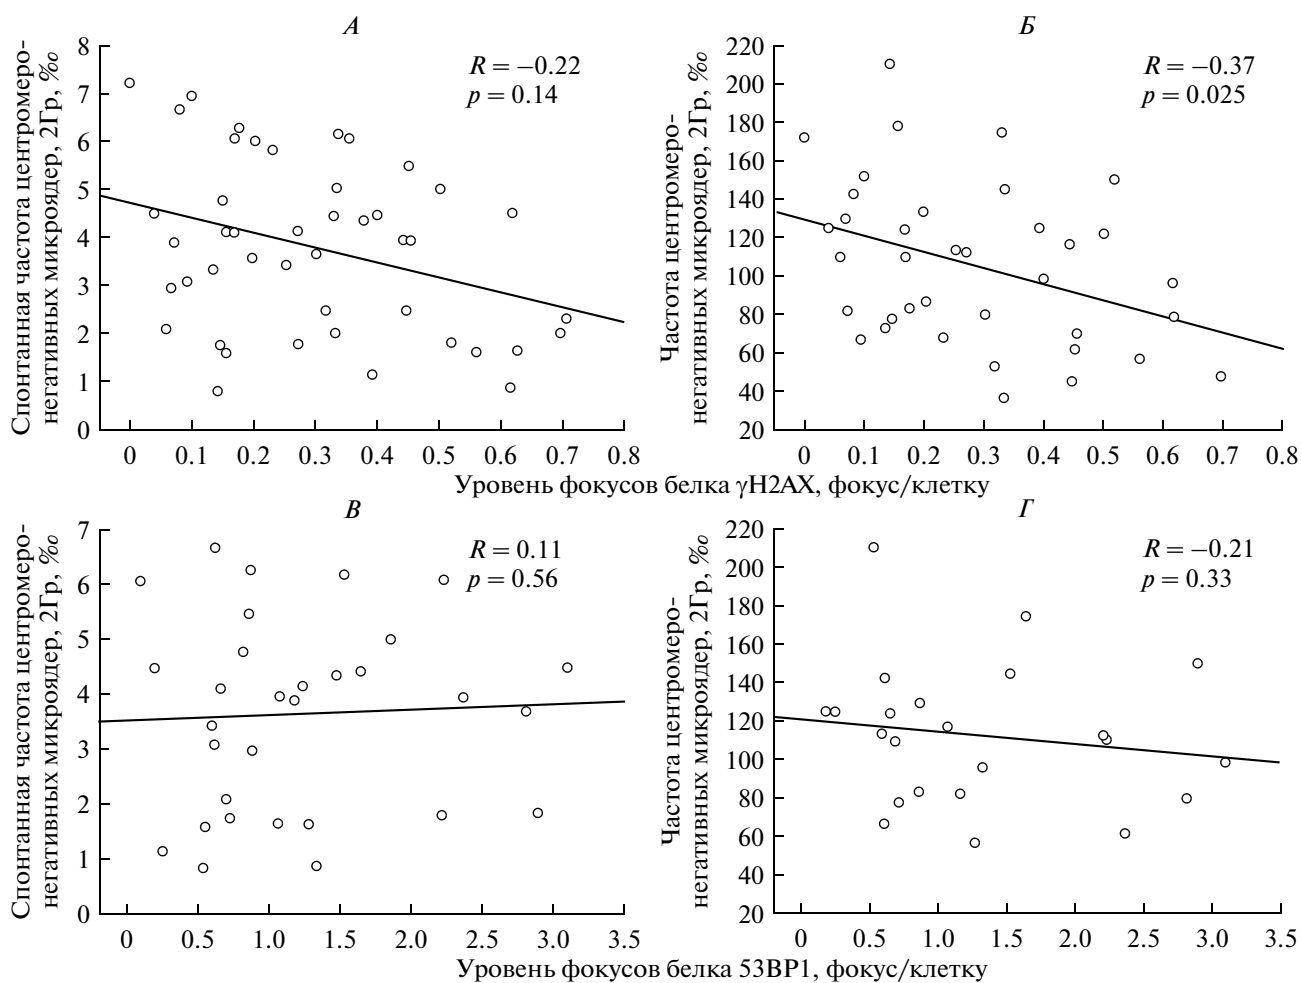 А
Спонтанная частота центромеро-
негативных микроядер, 2Гр, ‰
8
7
6
5
4
3
2
1
0
R = −0.22
p = 0.14
0 0.1 0.2 0.3 0.4 0.5 0.6 0.7 0.8
Б
Частота центромеро-
негативных микроядер, 2Гр, ‰
220
200
180
160
140
120
100
80
60
40
20
R = −0.37
p = 0.025
0 0.1 0.2 0.3 0.4 0.5 0.6 0.7 0.8
Уровень фокусов белка γH2AX, фокус/клетку
В
Спонтанная частота центромеро-
негативных микроядер, 2Гр, ‰
7
6
5
4
3
2
1
0
R = 0.11
p = 0.56
0 0.5 1.0 1.5 2.0 2.5 3.0 3.5
Г
Частота центромеро-
негативных микроядер, 2Гр, ‰
220
200
180
160
140
120
100
80
60
40
20
R = −0.21
p = 0.33
0 0.5 1.0 1.5 2.0 2.5 3.0 3.5
Уровень фокусов белка 53BP1, фокус/клетку